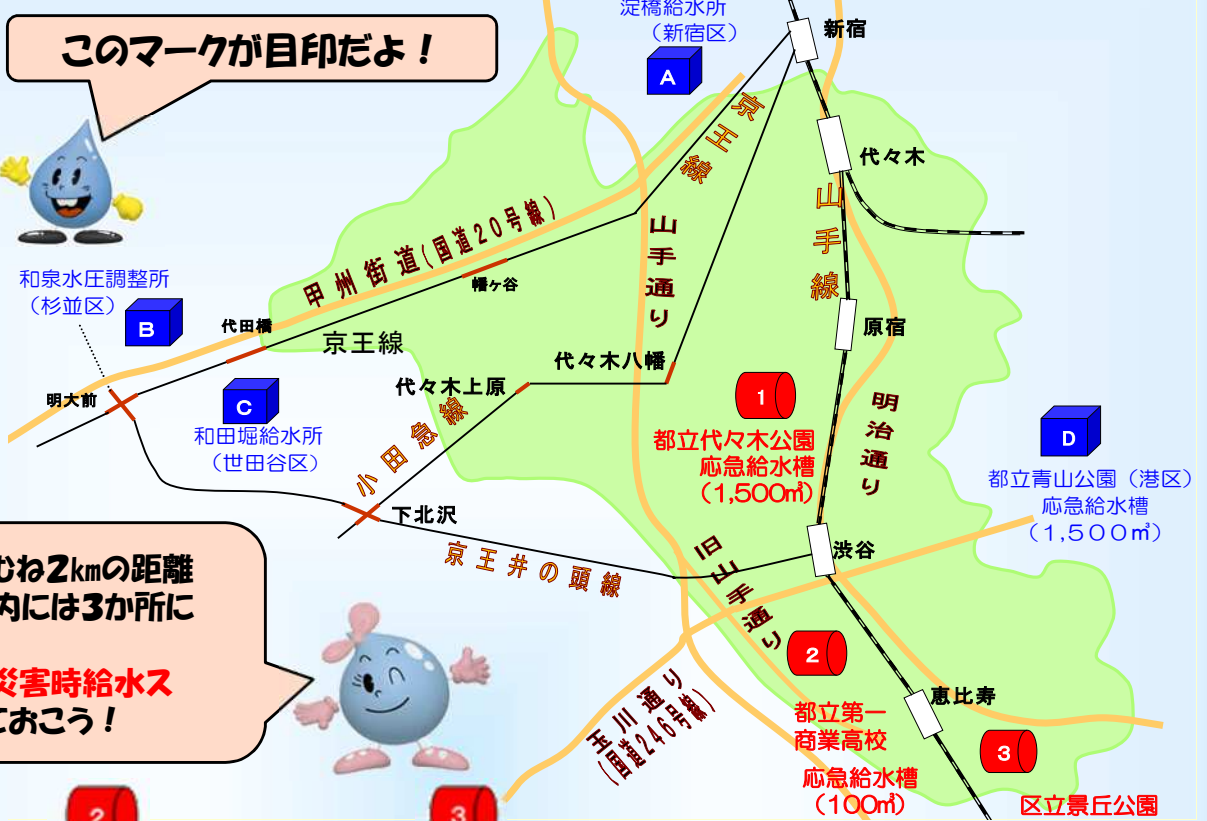 このマークが目印だよ！
淀橋給水所
（新宿区）
A
新宿
京王線
代々木
山手線
甲州街道(国道20号線)
山手通り
幡ヶ谷
和泉水圧調整所
（杉並区）
B
代田橋
京王線
原宿
代々木八幡
代々木上原
明大前
C
和田堀給水所
（世田谷区）
小田急線
1
都立代々木公園
応急給水槽
（1,500㎥）
明治通り
D
都立青山公園（港区）
応急給水槽
（1,500㎥）
下北沢
京王井の頭線
旧山手通り
渋谷
むね2kmの距離
内には3か所に
災害時給水ス
ておこう！
2
都立第一
商業高校
応急給水槽
（100㎥）
玉川通り
(国道246号線)
恵比寿
3
区立景丘公園
2
3